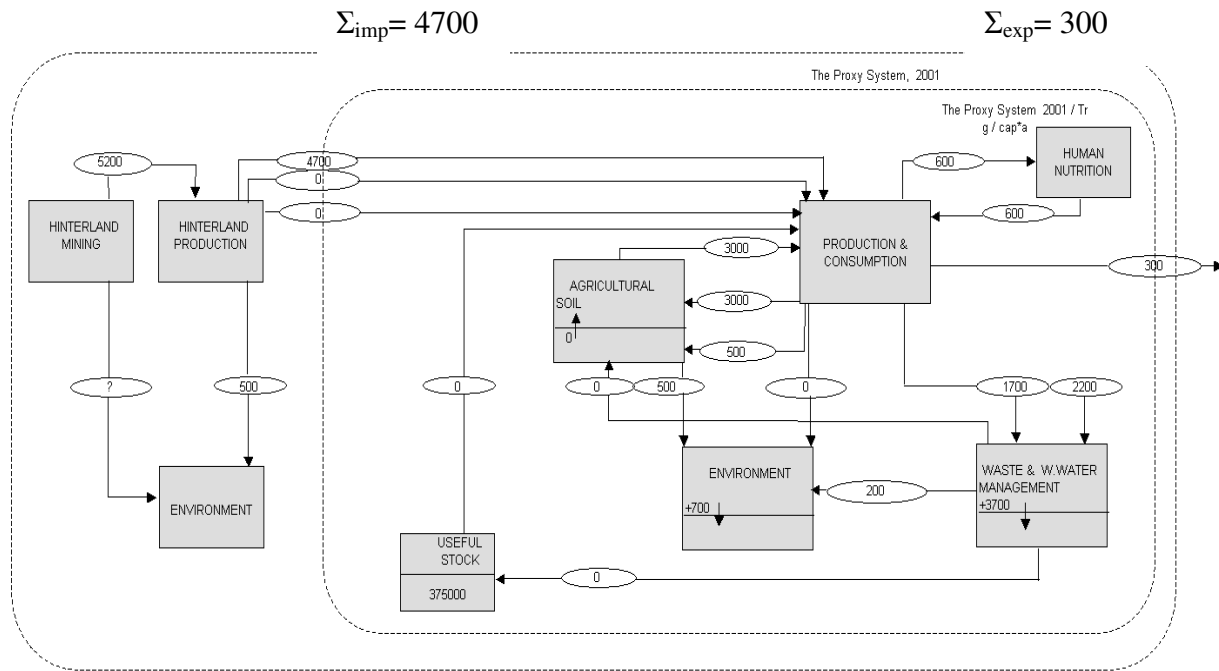 Σimp= 4700
Σexp= 300
The Proxy System, 2001
The Proxy System 2001 / Tr
g / cap*a
5200
4700
0
0
600
HUMAN
NUTRITION
600
HINTERLAND
MINING
HINTERLAND
PRODUCTION
PRODUCTION &
CONSUMPTION
3000
300
AGRICULTURAL
SOIL
0
3000
500
?
500
0
0
500
0
1700
2200
ENVIRONMENT
ENVIRONMENT
+700
200
WASTE & W.WATER
MANAGEMENT
+3700
USEFUL
STOCK
375000
0